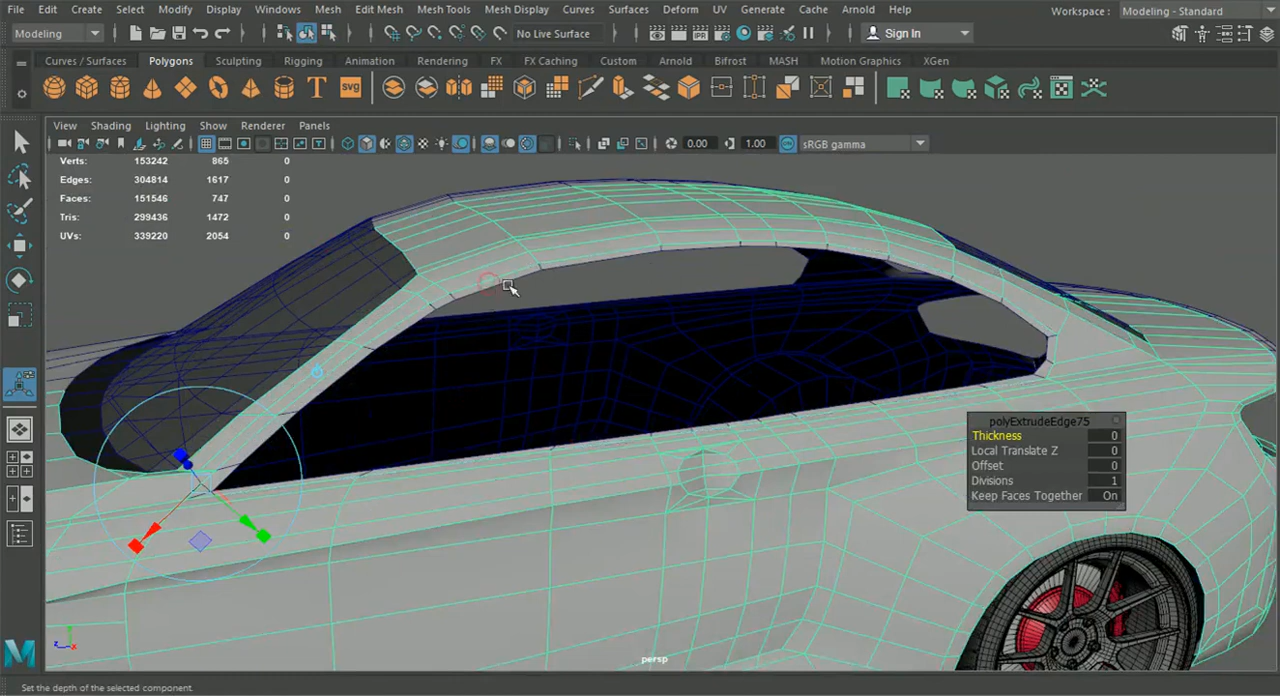 File Edit Create Select Modify Display Windows Mesh Edit Mesh Mesh Tools Mesh Display Curves Surfaces Deform UV Generate Cache Arnold Help Workspace : Modeling - Standard
Modeling No Live Surface Sign In
Curves / Surfaces Polygons Sculpting Rigging Animation Rendering FX FX Caching Custom Arnold Bifrost MASH Motion Graphics XGen
T SVG
View Shading Lighting Show Renderer Panels
0.00 1.00 sRGB gamma
Verts: 153242 865 0
Edges: 304814 1617 0
Faces: 151546 747 0
Tris: 299436 1472 0
UVs: 339220 2054 0
polyExtrudeEdge75
Thickness 0
Local Translate Z 0
Offset 0
Divisions 1
Keep Faces Together On
persp
Set the depth of the selected component.